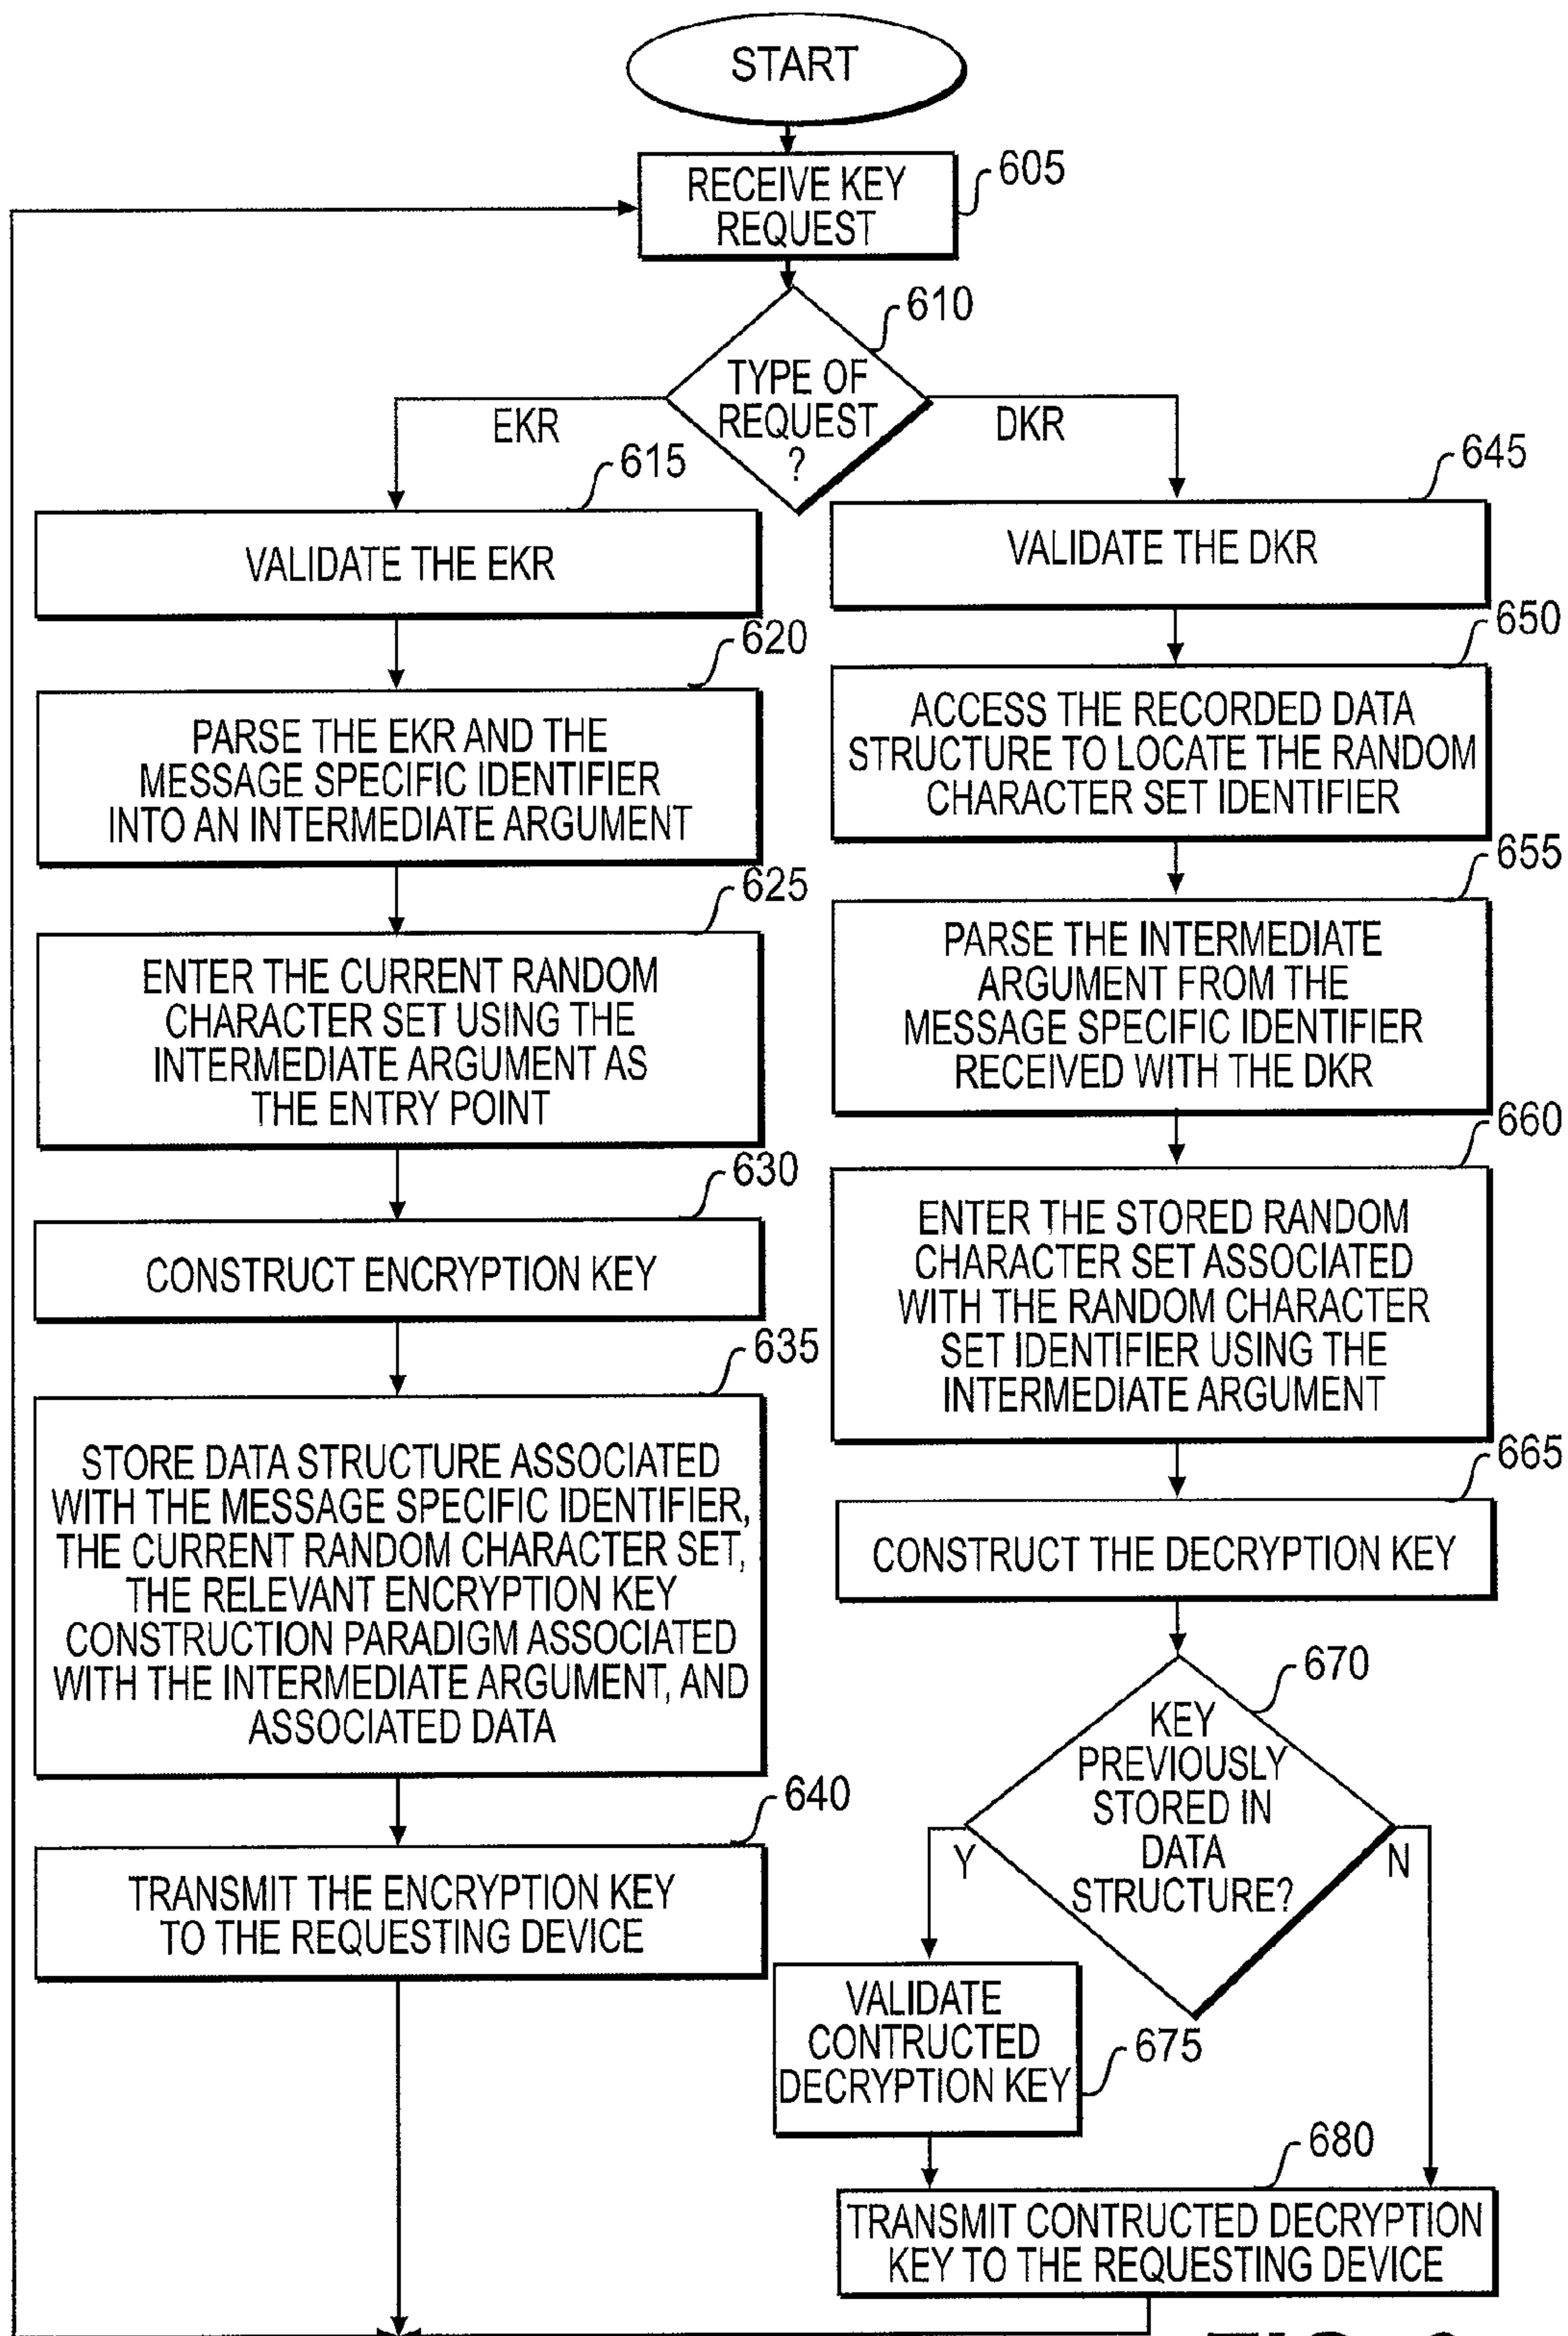 START
RECEIVE KEY
REQUEST
605
610
TYPE OF
REQUEST
?
EKR
DKR
615
VALIDATE THE EKR
620
PARSE THE EKR AND THE
MESSAGE SPECIFIC IDENTIFIER
INTO AN INTERMEDIATE ARGUMENT
625
ENTER THE CURRENT RANDOM
CHARACTER SET USING THE
INTERMEDIATE ARGUMENT AS
THE ENTRY POINT
630
CONSTRUCT ENCRYPTION KEY
635
STORE DATA STRUCTURE ASSOCIATED
WITH THE MESSAGE SPECIFIC IDENTIFIER,
THE CURRENT RANDOM CHARACTER SET,
THE RELEVANT ENCRYPTION KEY
CONSTRUCTION PARADIGM ASSOCIATED
WITH THE INTERMEDIATE ARGUMENT, AND
ASSOCIATED DATA
640
TRANSMIT THE ENCRYPTION KEY
TO THE REQUESTING DEVICE
645
VALIDATE THE DKR
650
ACCESS THE RECORDED DATA
STRUCTURE TO LOCATE THE RANDOM
CHARACTER SET IDENTIFIER
655
PARSE THE INTERMEDIATE
ARGUMENT FROM THE
MESSAGE SPECIFIC IDENTIFIER
RECEIVED WITH THE DKR
660
ENTER THE STORED RANDOM
CHARACTER SET ASSOCIATED
WITH THE RANDOM CHARACTER
SET IDENTIFIER USING THE
INTERMEDIATE ARGUMENT
665
CONSTRUCT THE DECRYPTION KEY
670
KEY
PREVIOUSLY
STORED IN
DATA
STRUCTURE?
Y
N
VALIDATE
CONTRUCTED
DECRYPTION KEY
675
680
TRANSMIT CONTRUCTED DECRYPTION
KEY TO THE REQUESTING DEVICE